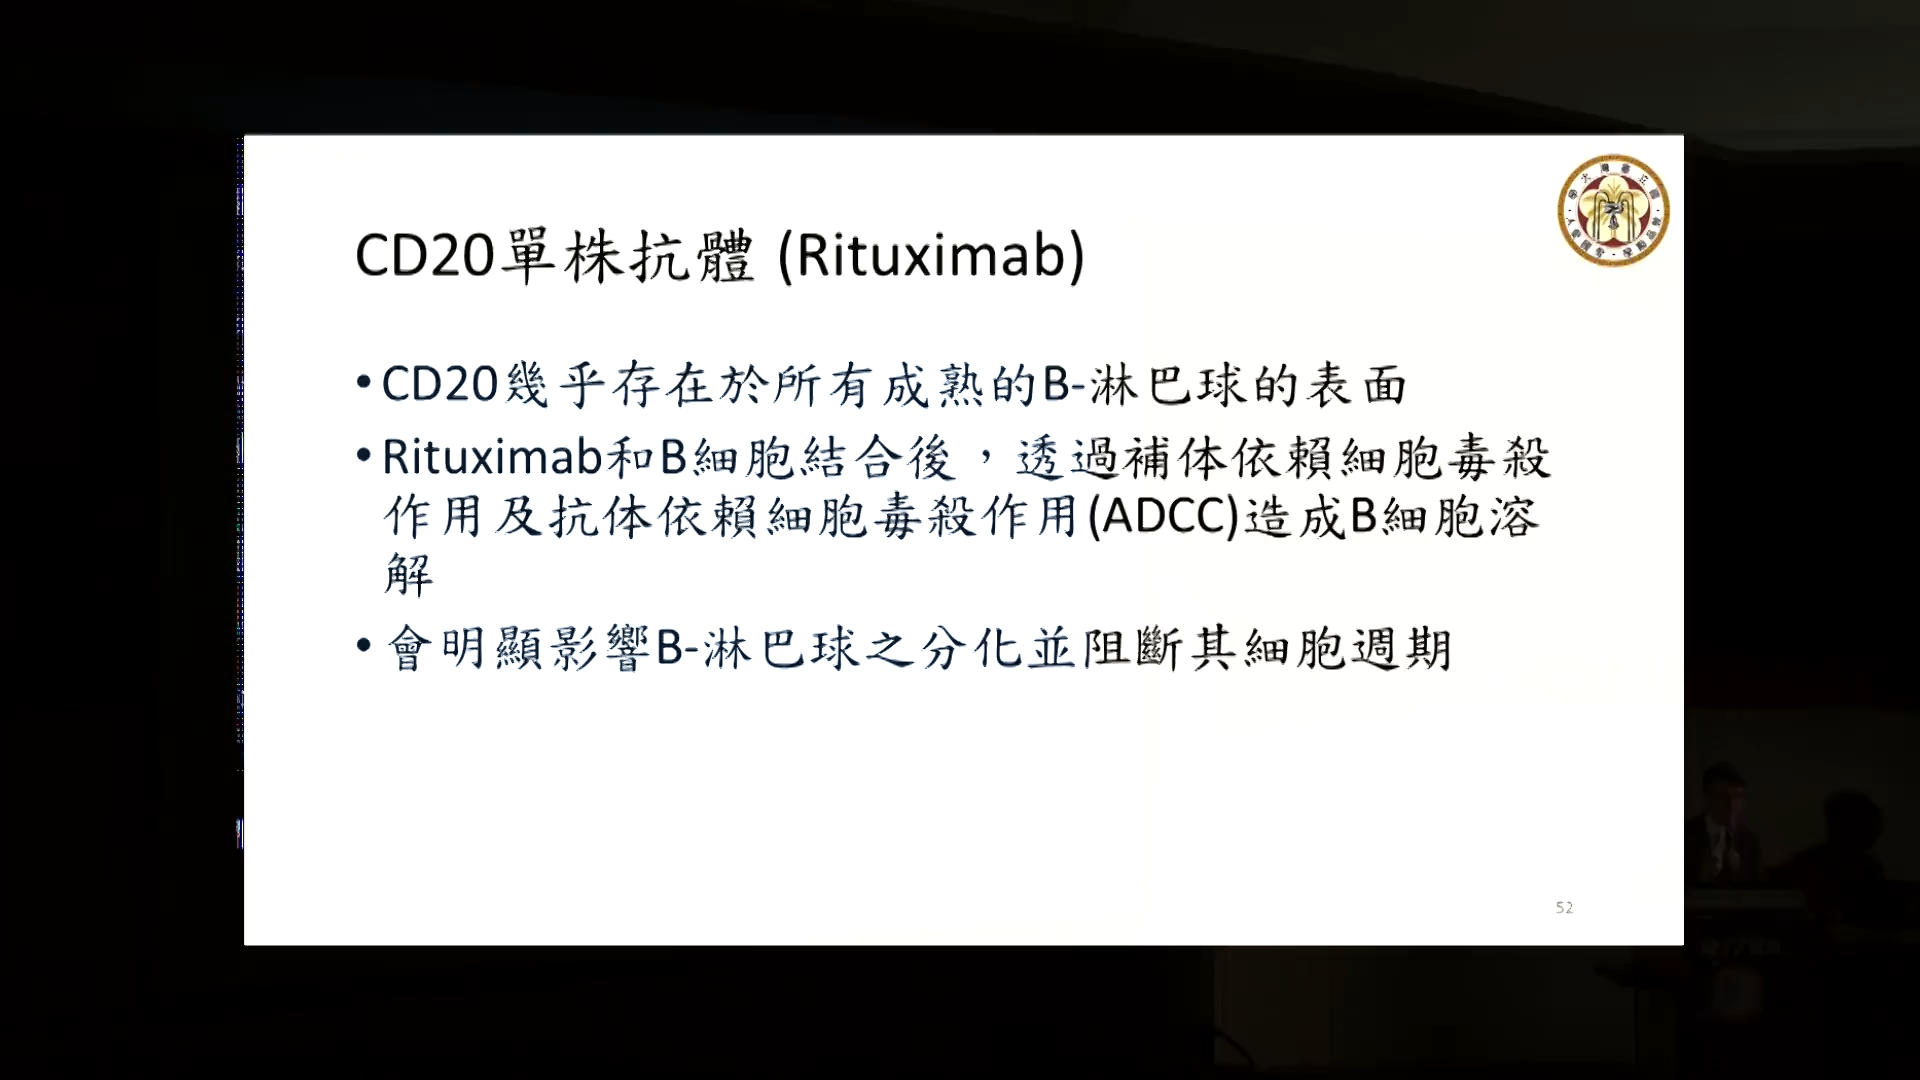 CD20單株抗體 (Rituximab)
•CD20幾乎存在於所有成熟的B-淋巴球的表面
•Rituximab和B細胞結合後，透過補体依賴細胞毒殺
作用及抗体依賴細胞毒殺作用(ADCC)造成B細胞溶
解
•會明顯影響B-淋巴球之分化並阻斷其細胞週期
52